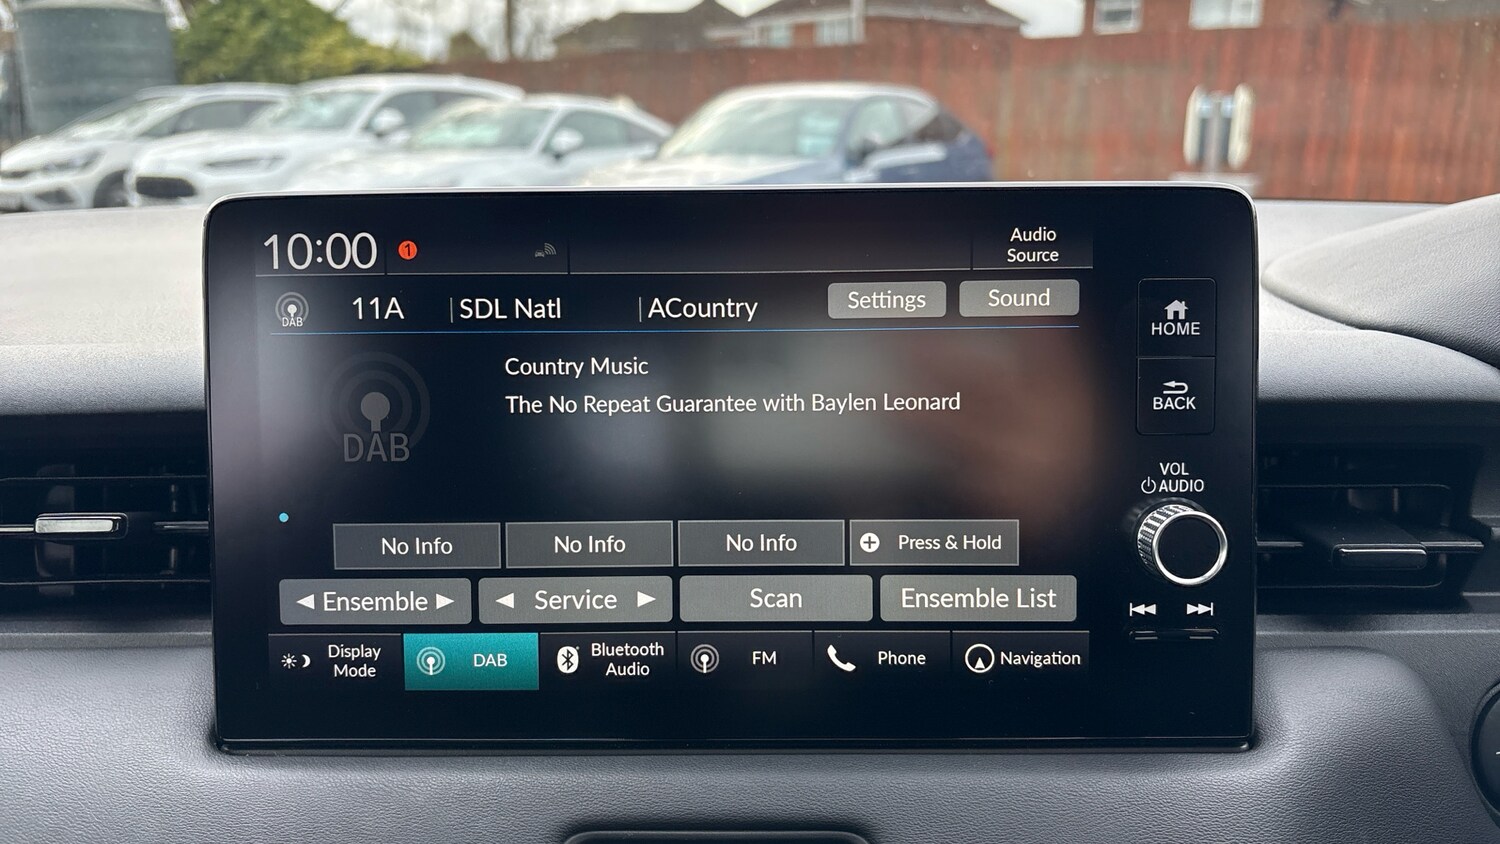 10:00
1
Audio
Source
DAB
11A
SDL Natl
ACountry
Settings
Sound
HOME
Country Music
The No Repeat Guarantee with Baylen Leonard
DAB
BACK
VOL
AUDIO
No Info
No Info
No Info
Press & Hold
Ensemble
Service
Scan
Ensemble List
Display
Mode
DAB
Bluetooth
Audio
FM
Phone
Navigation